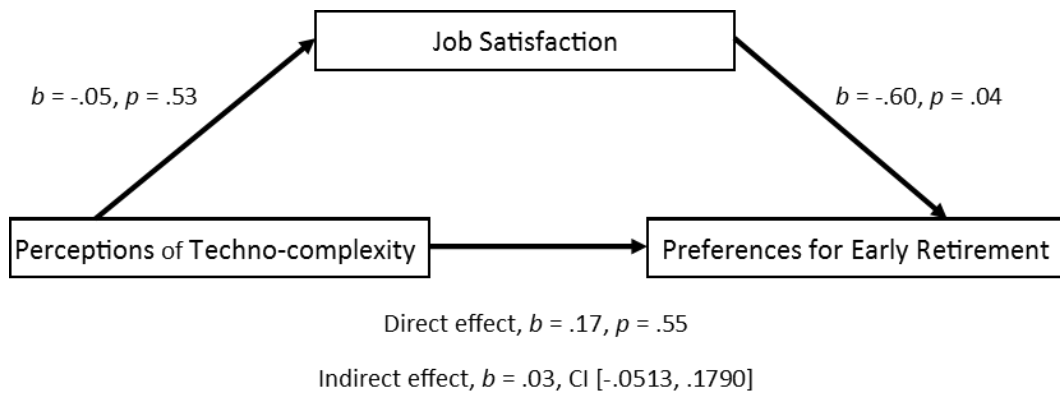 Job Satisfaction
b = -.05, p = .53
b = -.60, p = .04
Perceptions of Techno-complexity
Preferences for Early Retirement
Direct effect, b = .17, p = .55
Indirect effect, b = .03, CI [-.0513, .1790]